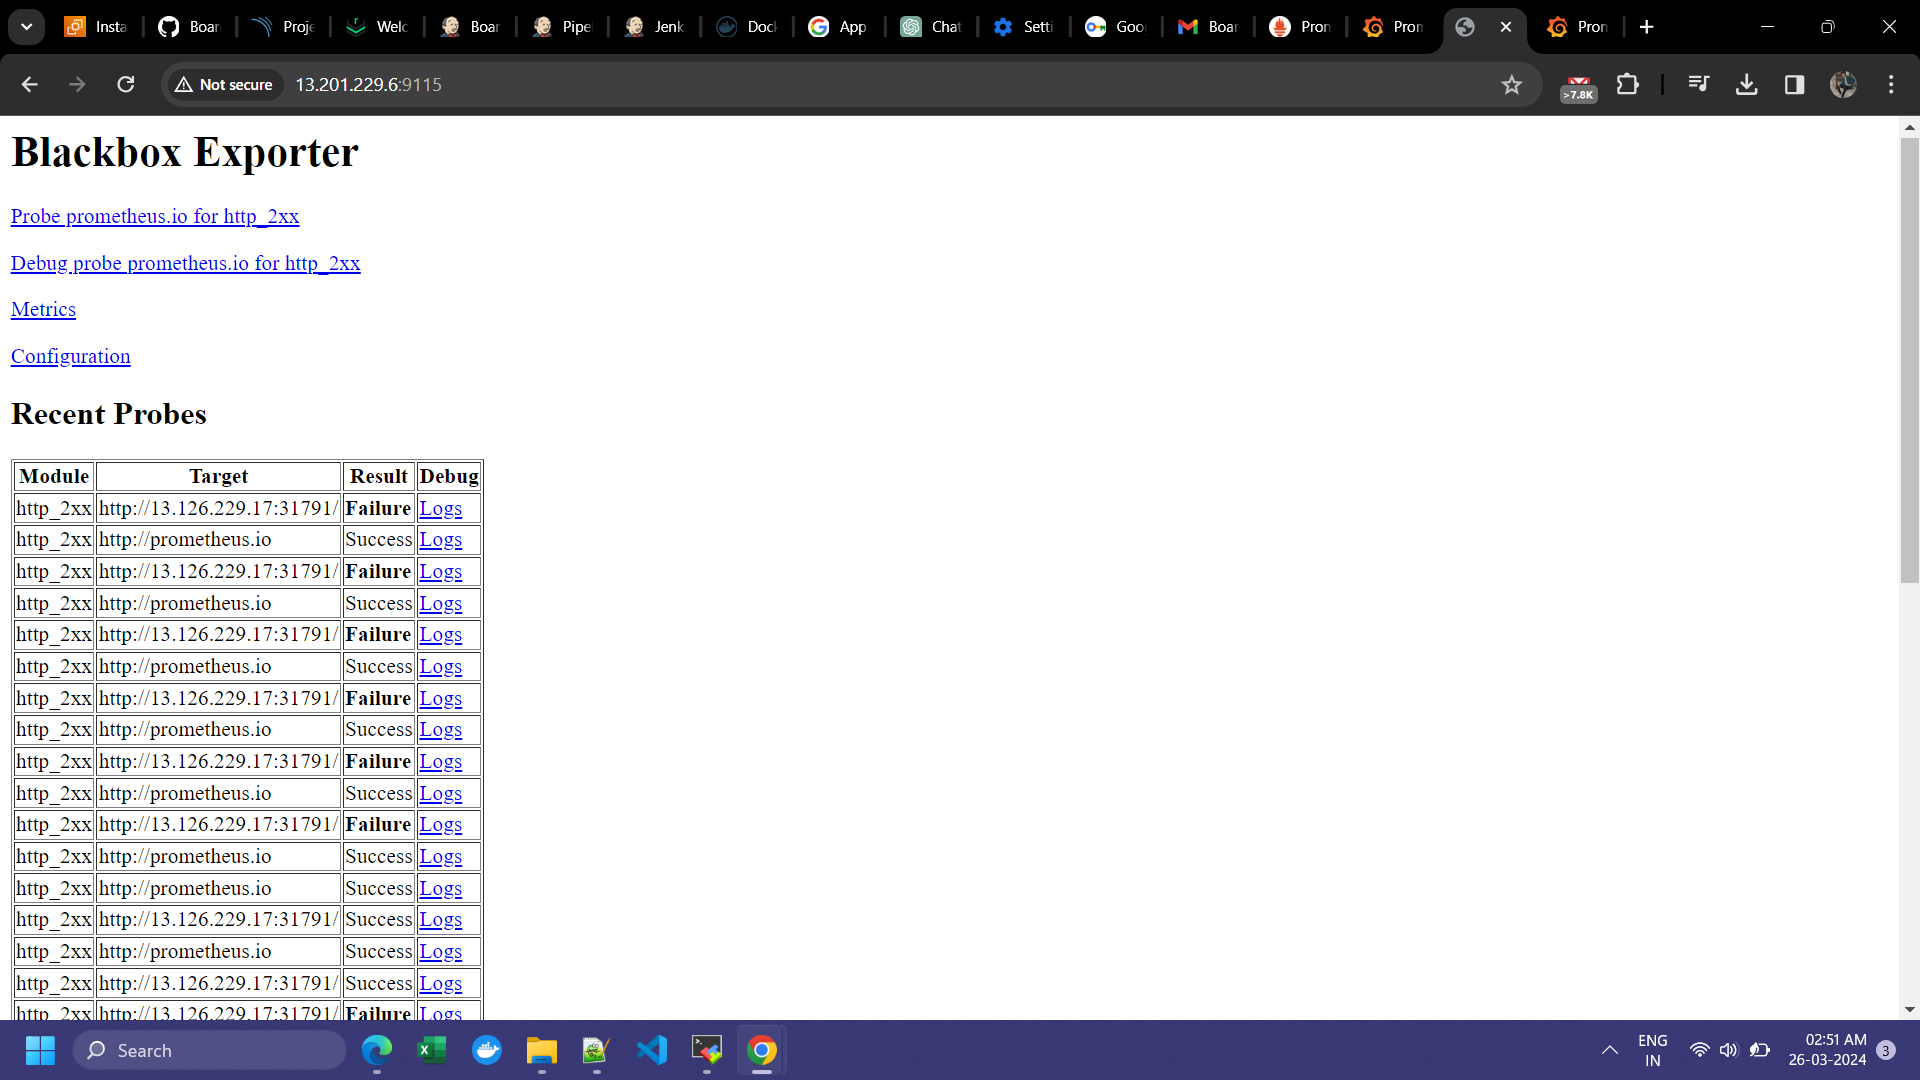 Insta
Boar
Proje
Welc
Boar
Pipel
Jenk
Dock
App
Chat
Setti
Goo
Boar
Pron
Pron
Pron
Not secure 13.201.229.6:9115
>7.8K
Blackbox Exporter
Probe prometheus.io for http_2xx
Debug probe prometheus.io for http_2xx
Metrics
Configuration
Recent Probes
Module Target Result Debug
http_2xx http://13.126.229.17:31791/ Failure Logs
http_2xx http://prometheus.io Success Logs
http_2xx http://13.126.229.17:31791/ Failure Logs
http_2xx http://prometheus.io Success Logs
http_2xx http://13.126.229.17:31791/ Failure Logs
http_2xx http://prometheus.io Success Logs
http_2xx http://13.126.229.17:31791/ Failure Logs
http_2xx http://prometheus.io Success Logs
http_2xx http://13.126.229.17:31791/ Failure Logs
http_2xx http://prometheus.io Success Logs
http_2xx http://13.126.229.17:31791/ Failure Logs
http_2xx http://prometheus.io Success Logs
http_2xx http://prometheus.io Success Logs
http_2xx http://13.126.229.17:31791/ Success Logs
http_2xx http://prometheus.io Success Logs
http_2xx http://13.126.229.17:31791/ Success Logs
http_2xx http://13.126.229.17:31791/ Failure Logs
Search
ENG
IN
02:51 AM
26-03-2024
3